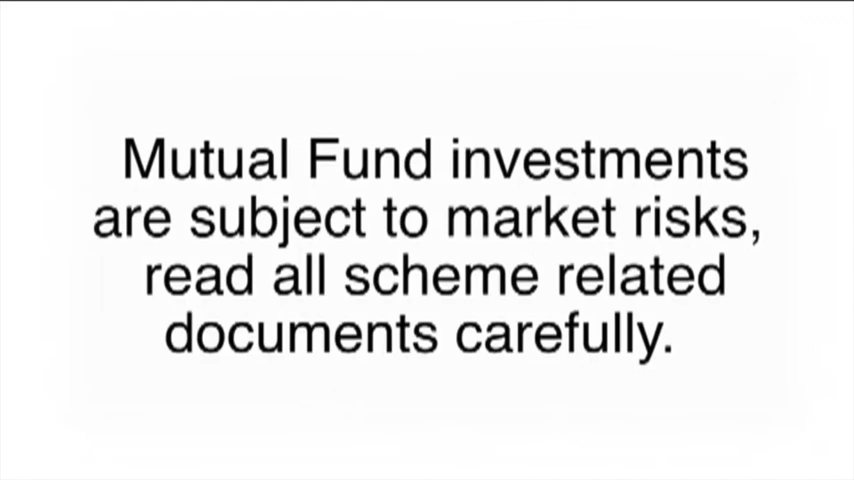 Mutual Fund investments
are subject to market risks,
read all scheme related
documents carefully.